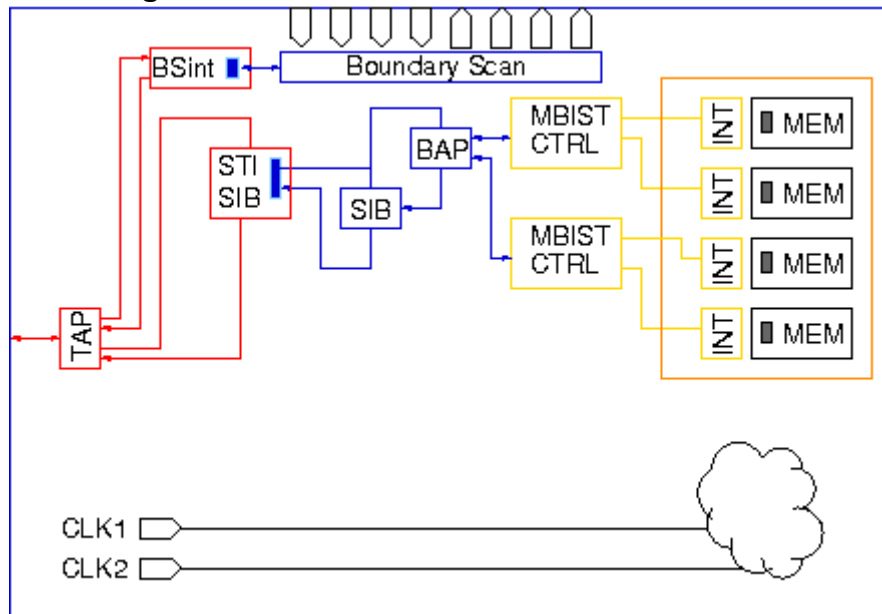 BSint
Boundary Scan
STI
SIB
SIB
BAP
MBIST
CTRL
MBIST
CTRL
INT
MEM
INT
MEM
INT
MEM
INT
MEM
TAP
CLK1
CLK2